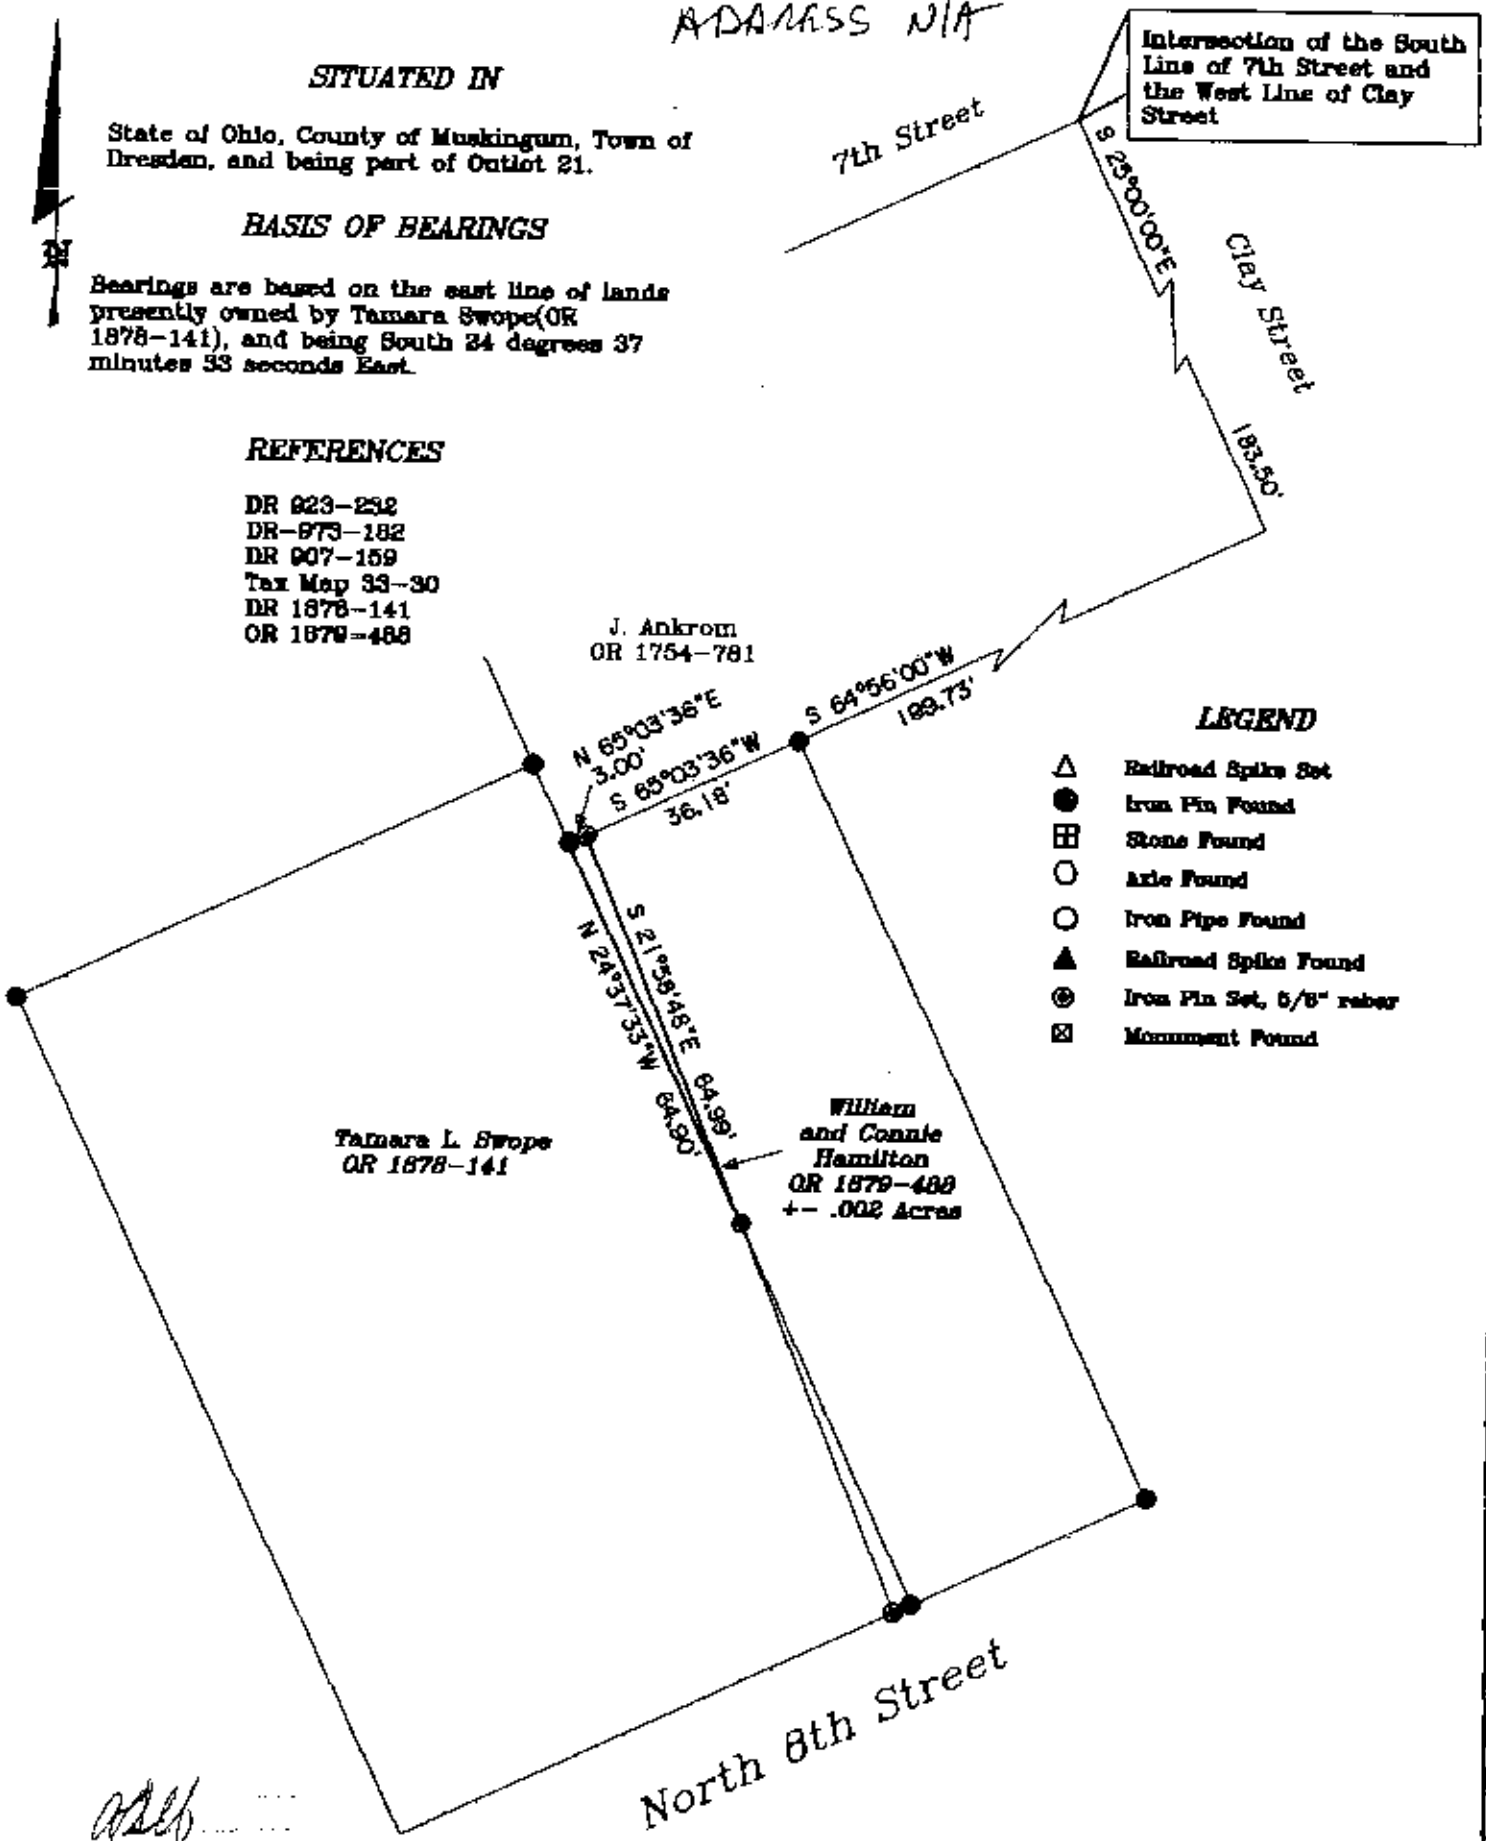 ADDRESS N/A
Intersection of the South
Line of 7th Street and
the West Line of Clay
Street
SITUATED IN
State of Ohio, County of Muskingum, Town of
Dresden, and being part of Outlot 21.
BASIS OF BEARINGS
Bearings are based on the east line of lands
presently owned by Tamara Swope(OR
1878-141), and being South 24 degrees 37
minutes 33 seconds East.
N
7th Street
S 25°00'00"E
Clay Street
183.50'
REFERENCES
DR 923-232
DR-973-182
DR 907-159
Tax Map 33-30
DR 1878-141
OR 1879-488
J. Ankrom
OR 1754-781
N 65°03'36"E
3.00'
S 65°03'36"W
36.18'
S 64°56'00"W
199.73'
LEGEND
Railroad Spike Set
Iron Pin Found
Stone Found
Axle Found
Iron Pipe Found
Railroad Spike Found
Iron Pin Set, 5/8" rebar
Monument Found
S 21°58'48"E 64.99'
N 24°37'33"W 64.90'
Tamara L Swope
OR 1878-141
William
and Connie
Hamilton
OR 1879-488
+- .002 Acres
North 8th Street